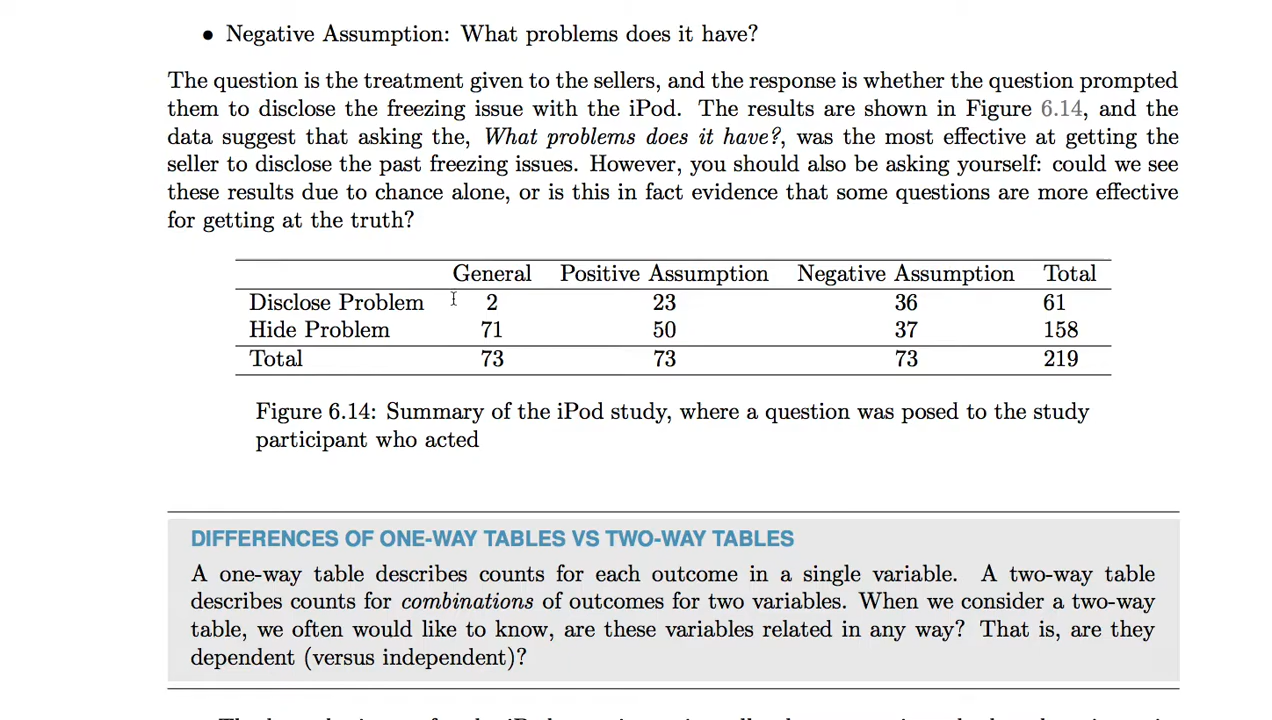 • Negative Assumption: What problems does it have?
The question is the treatment given to the sellers, and the response is whether the question prompted
them to disclose the freezing issue with the iPod. The results are shown in Figure 6.14, and the
data suggest that asking the, What problems does it have?, was the most effective at getting the
seller to disclose the past freezing issues. However, you should also be asking yourself: could we see
these results due to chance alone, or is this in fact evidence that some questions are more effective
for getting at the truth?
General Positive Assumption Negative Assumption Total
Disclose Problem 2 23 36 61
Hide Problem 71 50 37 158
Total 73 73 73 219
Figure 6.14: Summary of the iPod study, where a question was posed to the study
participant who acted
DIFFERENCES OF ONE-WAY TABLES VS TWO-WAY TABLES
A one-way table describes counts for each outcome in a single variable. A two-way table
describes counts for combinations of outcomes for two variables. When we consider a two-way
table, we often would like to know, are these variables related in any way? That is, are they
dependent (versus independent)?